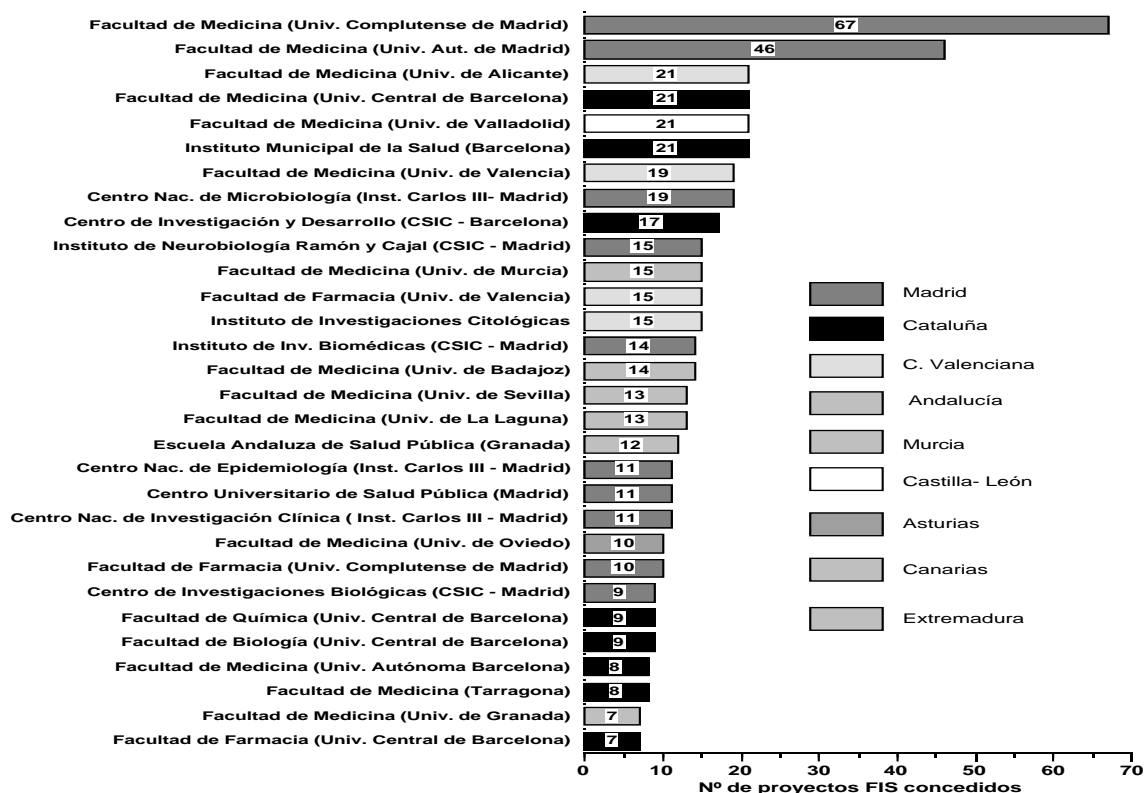 Facultad de Medicina (Univ. Complutense de Madrid) 67
Facultad de Medicina (Univ. Aut. de Madrid) 46
Facultad de Medicina (Univ. de Alicante) 21
Facultad de Medicina (Univ. Central de Barcelona) 21
Facultad de Medicina (Univ. de Valladolid) 21
Instituto Municipal de la Salud (Barcelona) 21
Facultad de Medicina (Univ. de Valencia) 19
Centro Nac. de Microbiología (Inst. Carlos III- Madrid) 19
Centro de Investigación y Desarrollo (CSIC - Barcelona) 17
Instituto de Neurobiología Ramón y Cajal (CSIC - Madrid) 15
Facultad de Medicina (Univ. de Murcia) 15
Facultad de Farmacia (Univ. de Valencia) 15
Instituto de Investigaciones Citológicas 15
Instituto de Inv. Biomédicas (CSIC - Madrid) 14
Facultad de Medicina (Univ. de Badajoz) 14
Facultad de Medicina (Univ. de Sevilla) 13
Facultad de Medicina (Univ. de La Laguna) 13
Escuela Andaluza de Salud Pública (Granada) 12
Centro Nac. de Epidemiología (Inst. Carlos III - Madrid) 11
Centro Universitario de Salud Pública (Madrid) 11
Centro Nac. de Investigación Clínica ( Inst. Carlos III - Madrid) 11
Facultad de Medicina (Univ. de Oviedo) 10
Facultad de Farmacia (Univ. Complutense de Madrid) 10
Centro de Investigaciones Biológicas (CSIC - Madrid) 9
Facultad de Química (Univ. Central de Barcelona) 9
Facultad de Biología (Univ. Central de Barcelona) 9
Facultad de Medicina (Univ. Autónoma Barcelona) 8
Facultad de Medicina (Tarragona) 8
Facultad de Medicina (Univ. de Granada) 7
Facultad de Farmacia (Univ. Central de Barcelona) 7
Madrid
Cataluña
C. Valenciana
Andalucía
Murcia
Castilla- León
Asturias
Canarias
Extremadura
0 10 20 30 40 50 60 70
Nº de proyectos FIS concedidos